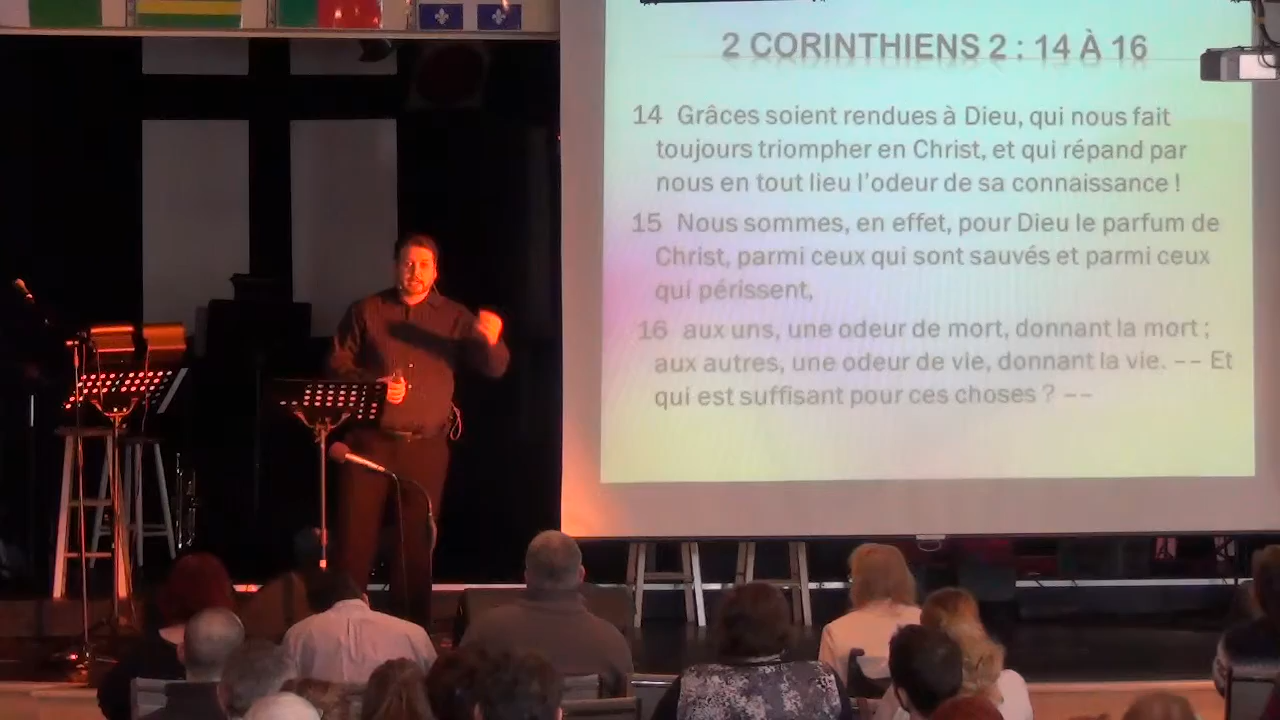 2 CORINTHIENS 2 : 14 À 16
14 Grâces soient rendues à Dieu, qui nous fait
toujours triompher en Christ, et qui répand par
nous en tout lieu l'odeur de sa connaissance !
15 Nous sommes, en effet, pour Dieu le parfum de
Christ, parmi ceux qui sont sauvés et parmi ceux
qui périssent,
16 aux uns, une odeur de mort, donnant la mort ;
aux autres, une odeur de vie, donnant la vie. -- Et
qui est suffisant pour ces choses ? --